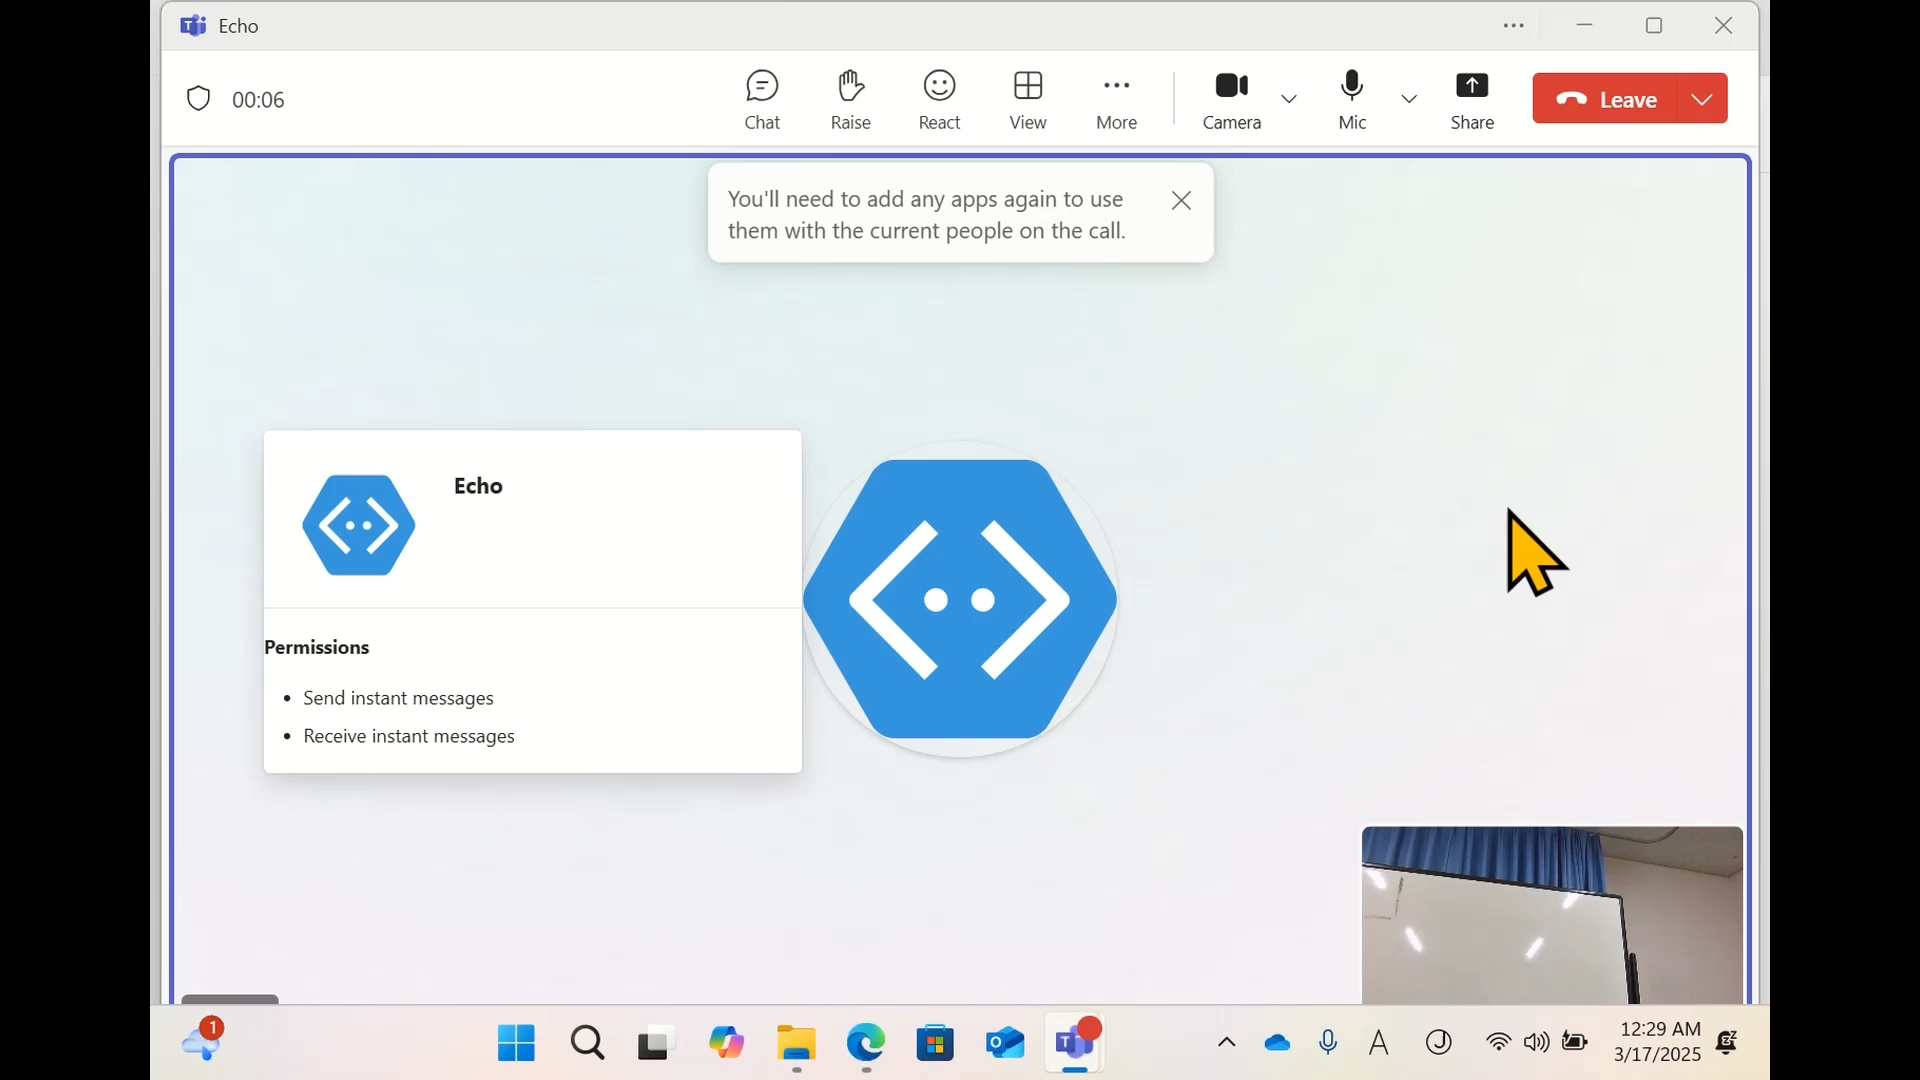 Echo
00:06
Chat
Raise
React
View
More
Camera
Mic
Share
Leave
You'll need to add any apps again to use
them with the current people on the call.
Echo
Permissions
• Send instant messages
• Receive instant messages
1
12:29 AM
3/17/2025